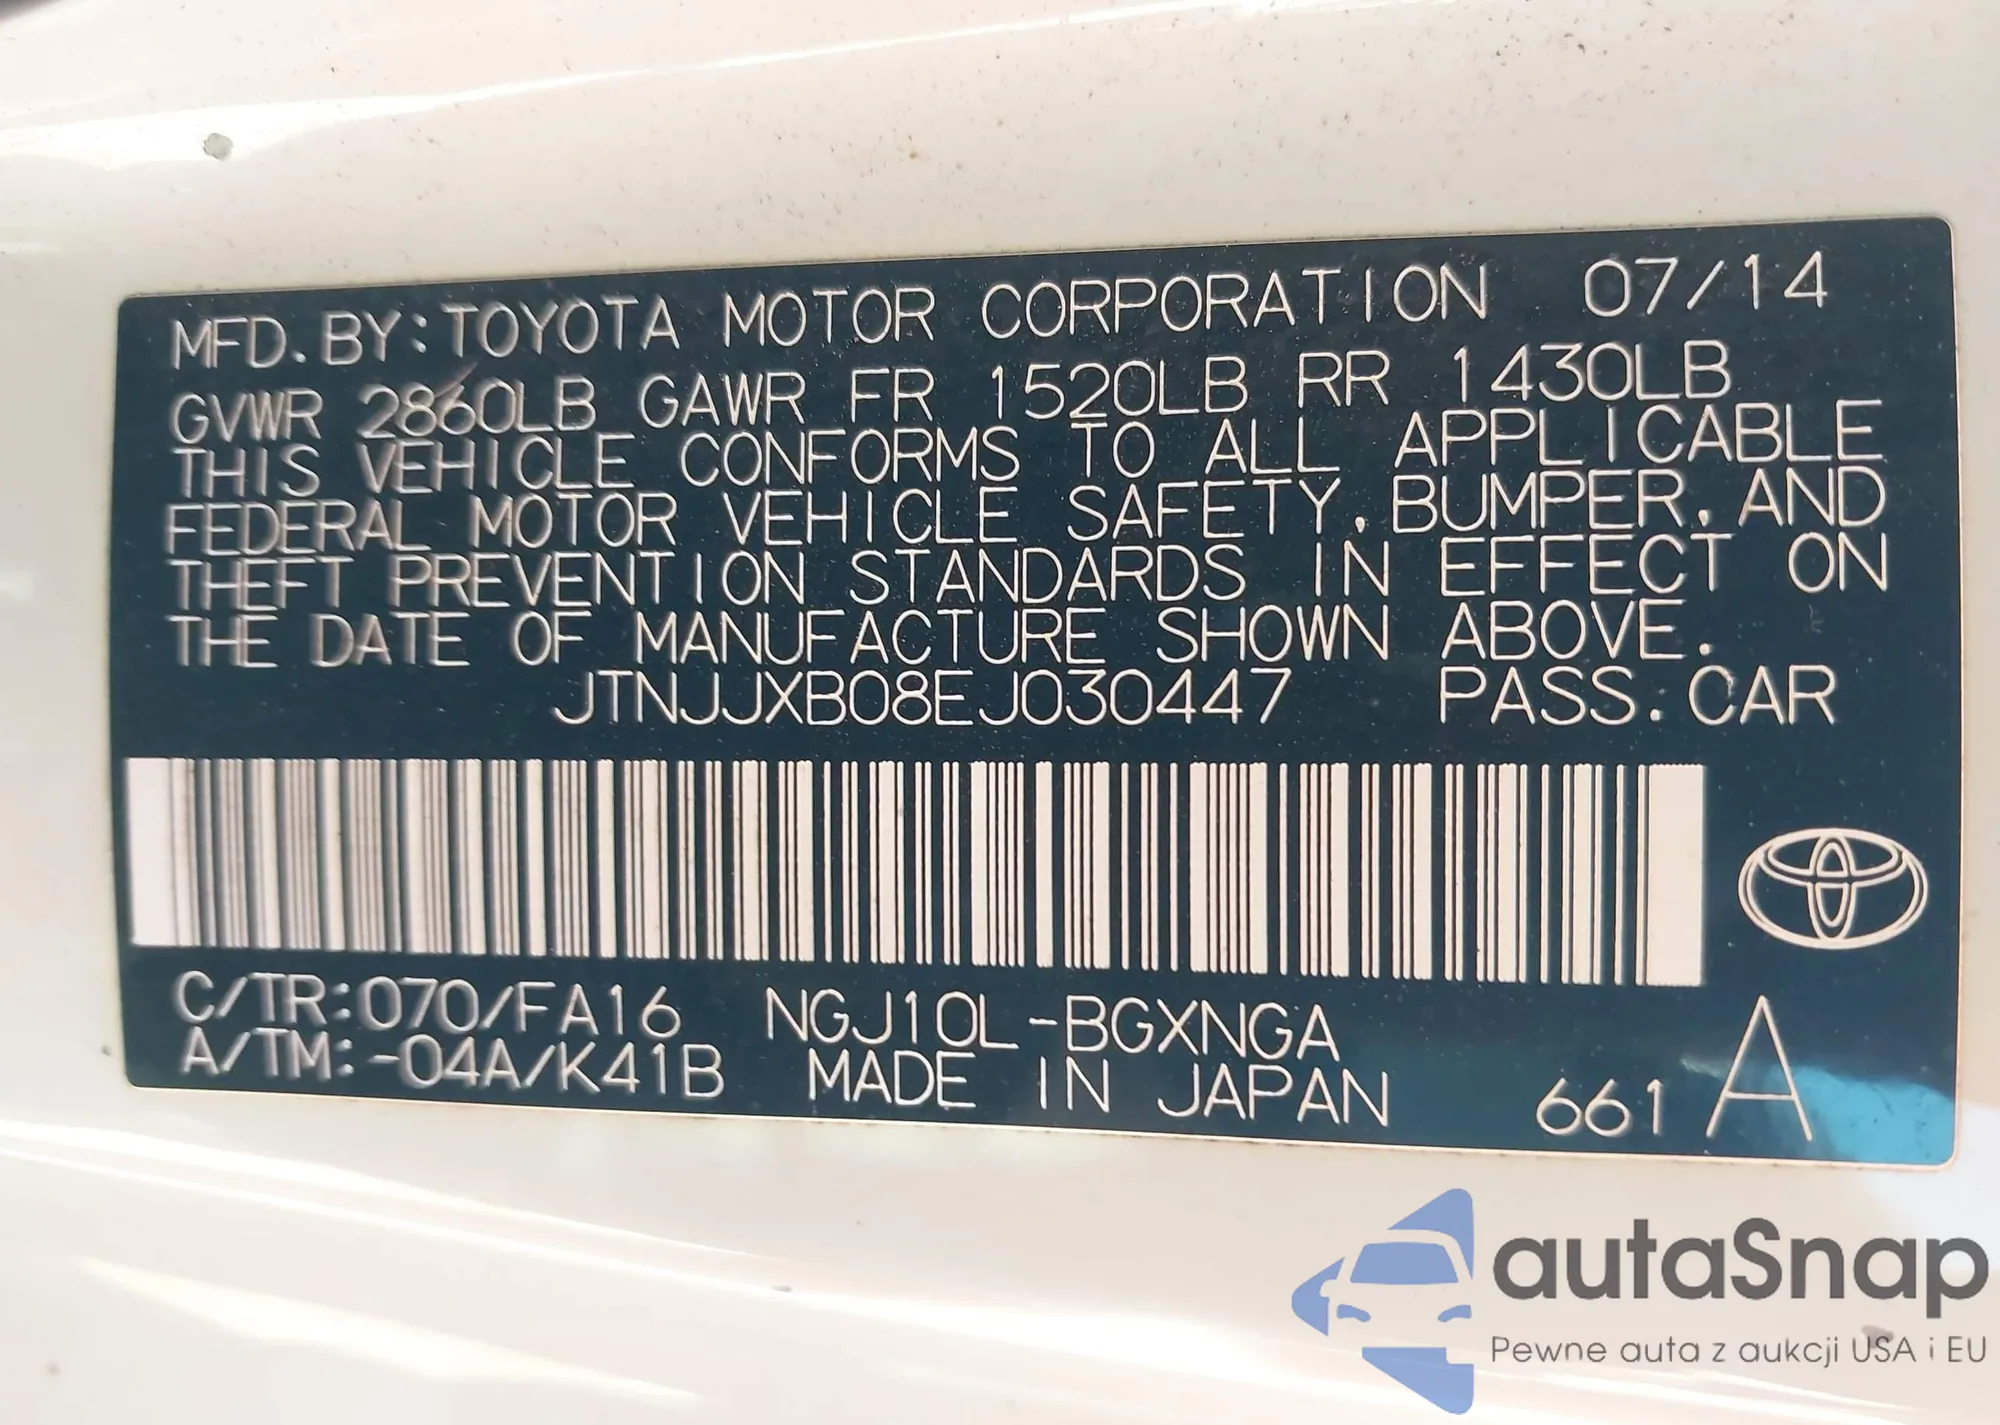 MFD. BY: TOYOTA MOTOR CORPORATION 07/14
GVWR 2860LB GAWR FR 1520LB RR 1430LB
THIS VEHICLE CONFORMS TO ALL APPLICABLE
FEDERAL MOTOR VEHICLE SAFETY, BUMPER, AND
THEFT PREVENTION STANDARDS IN EFFECT ON
THE DATE OF MANUFACTURE SHOWN ABOVE.
JTNJJXB08EJ030447 PASS. CAR
C/TR:070/FA16 NGJ10L-BGXNGA
A/TM:-04A/K41B MADE IN JAPAN 661 A
autaSnap
Pewne auta z aukcji USA i EU